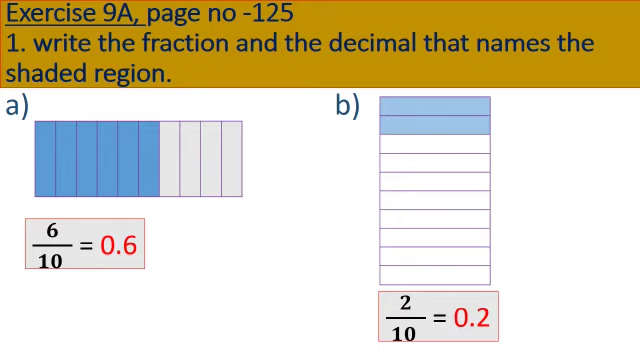 Exercise 9A, page no -125
1. write the fraction and the decimal that names the
shaded region.
a)
b)
6/10 = 0.6
2/10 = 0.2